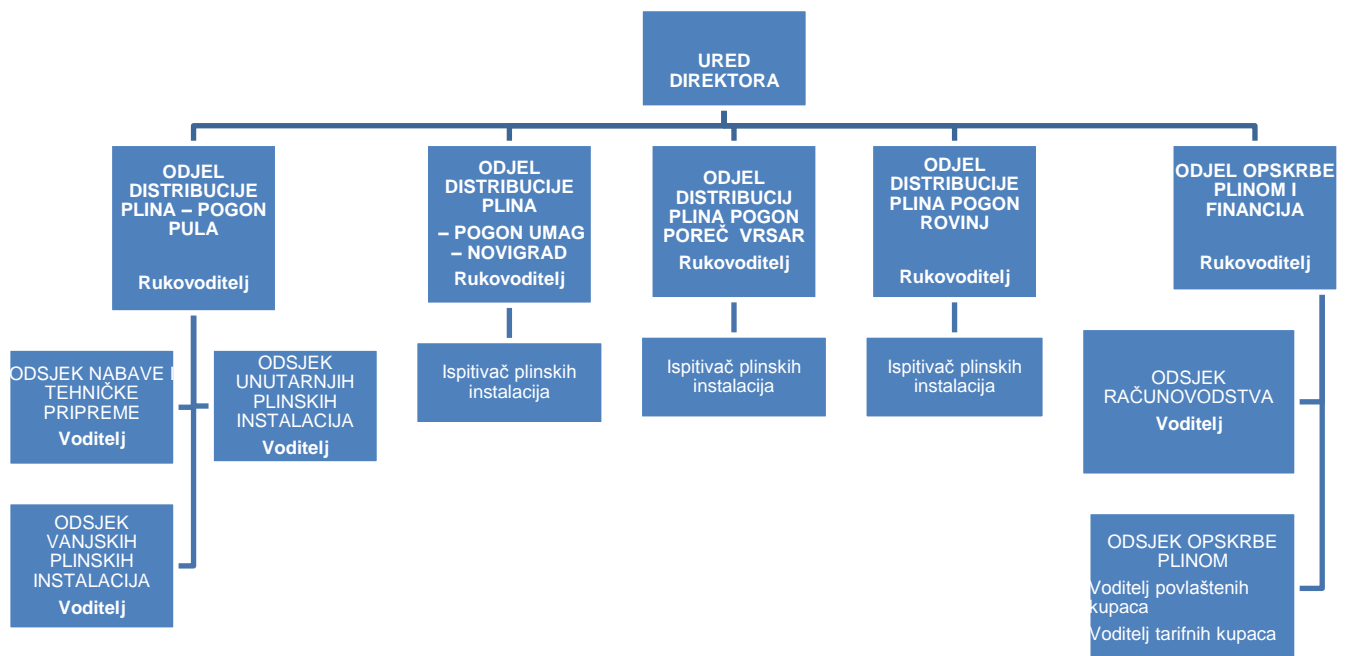 URED
DIREKTORA
ODJEL
DISTRIBUCIJE
PLINA – POGON
PULA
Rukovoditelj
ODJEL
DISTRIBUCIJE
PLINA
– POGON UMAG
– NOVIGRAD
Rukovoditelj
ODJEL
DISTRIBUCIJ
PLINA POGON
POREČ VRSAR
Rukovoditelj
ODJEL
DISTRIBUCIJE
PLINA POGON
ROVINJ
Rukovoditelj
ODJEL OPSKRBE
PLINOM I
FINANCIJA
Rukovoditelj
ODSJEK NABAVE I
TEHNIČKE
PRIPREME
Voditelj
ODSJEK
UNUTARNJIH
PLINSKIH
INSTALACIJA
Voditelj
Ispitivač plinskih
instalacija
Ispitivač plinskih
instalacija
Ispitivač plinskih
instalacija
ODSJEK
RAČUNOVODSTVA
Voditelj
ODSJEK
VANJSKIH
PLINSKIH
INSTALACIJA
Voditelj
ODSJEK OPSKRBE
PLINOM
Voditelj povlaštenih
kupaca
Voditelj tarifnih kupaca